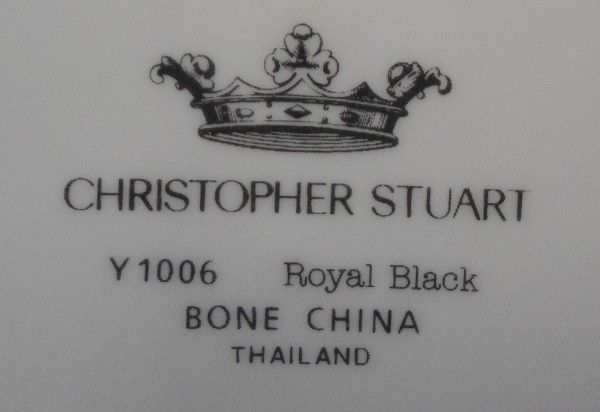 CHRISTOPHER STUART
Y1006 Royal Black
BONE CHINA
THAILAND